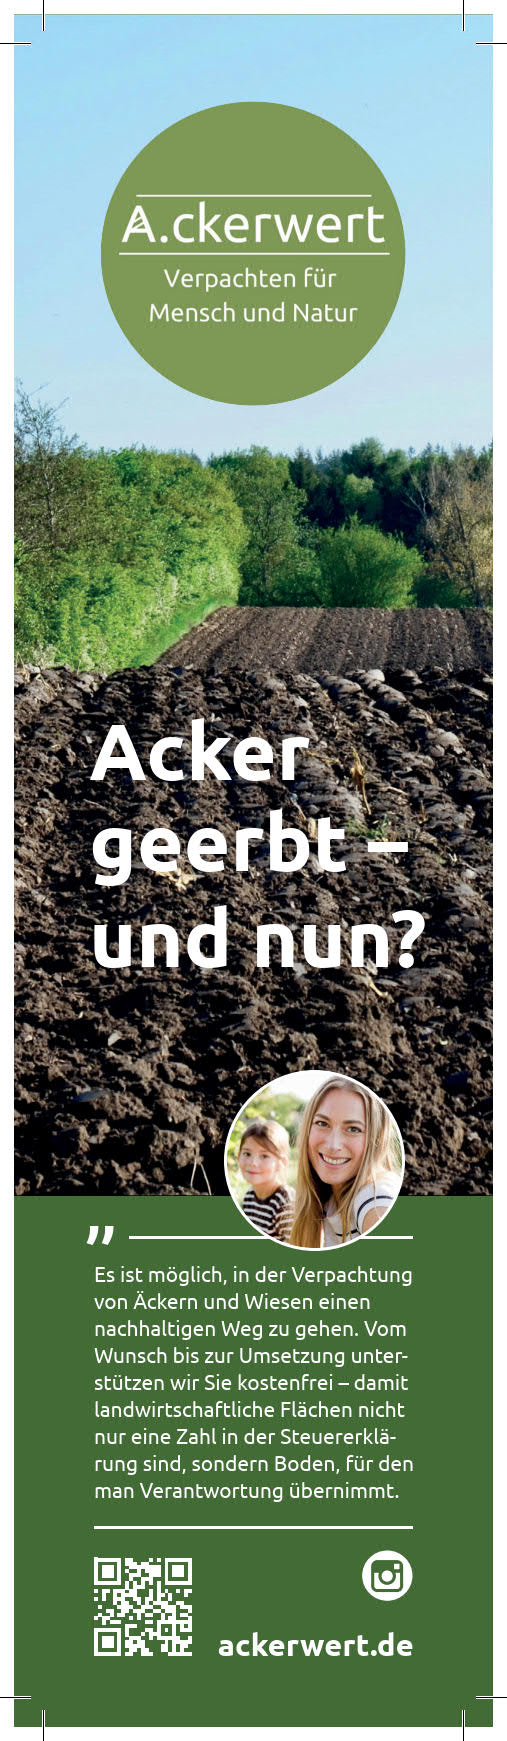 A.ckerwert
Verpachten für
Mensch und Natur
Acker
geerbt –
und nun?
”
Es ist möglich, in der Verpachtung
von Äckern und Wiesen einen
nachhaltigen Weg zu gehen. Vom
Wunsch bis zur Umsetzung unter-
stützen wir Sie kostenfrei – damit
landwirtschaftliche Flächen nicht
nur eine Zahl in der Steuererklä-
rung sind, sondern Boden, für den
man Verantwortung übernimmt.
ackerwert.de